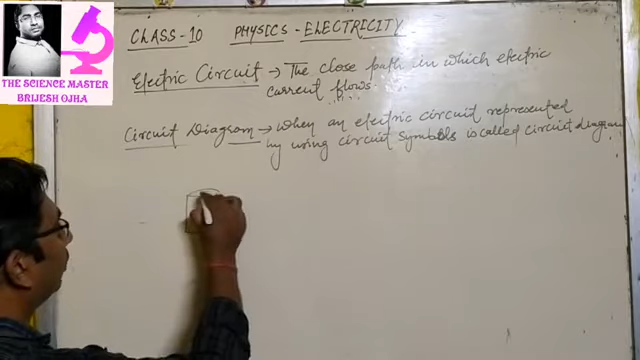 CLASS-10 PHYSICS - ELECTRICITY
THE SCIENCE MASTER
BRIJESH OJHA
Electric Circuit → The close path in which electric
current flows.
Circuit Diagram → When an electric circuit represented
by using circuit symbols is called circuit diagram